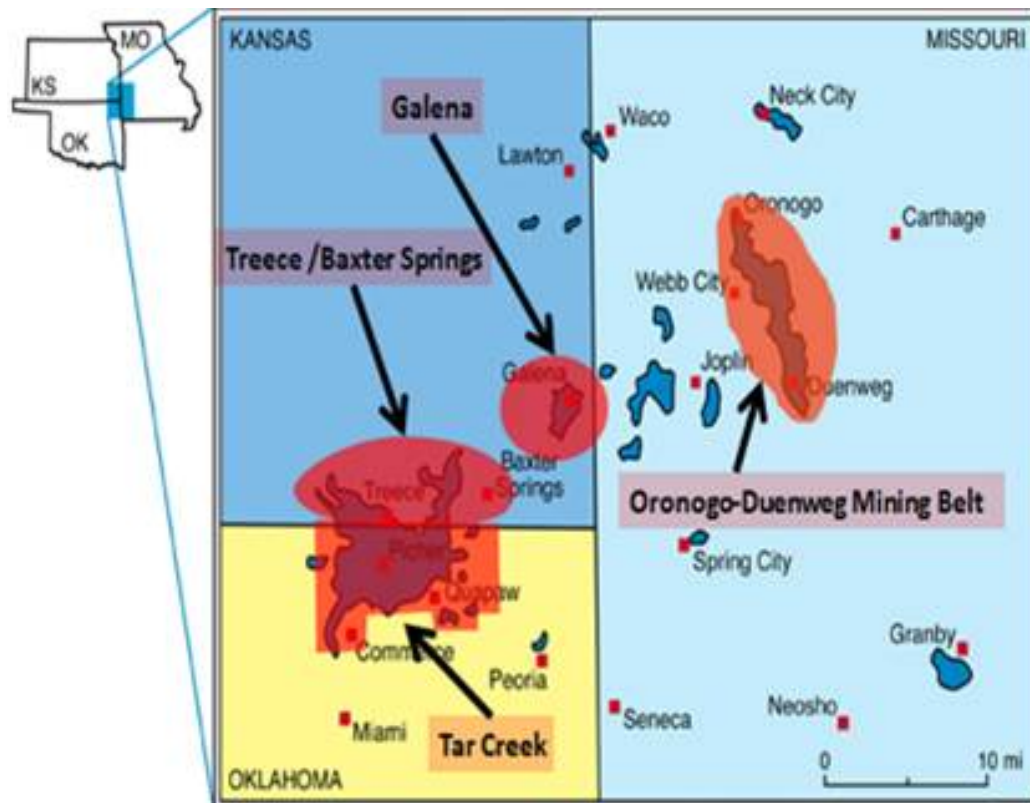 MO
KS
OK
KANSAS
MISSOURI
Galena
Waco
Neck City
Lawton
Oronogo
Carthage
Treece /Baxter Springs
Webb City
Joplin
Galena
Duenweg
Baxter
Springs
Treece
Oronogo-Duenweg Mining Belt
Picher
Spring City
Quapaw
Commerce
Peoria
Granby
Miami
Tar Creek
Seneca
Neosho
0 10 mi
OKLAHOMA